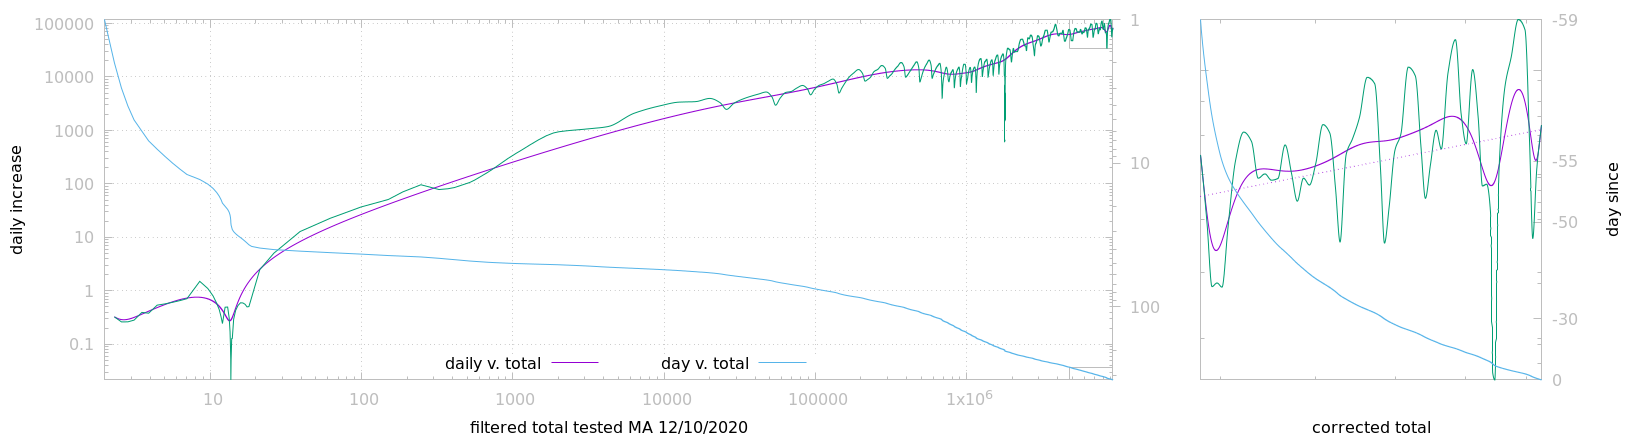 100000
10000
1000
100
10
1
0.1
daily increase
daily v. total
day v. total
10
100
1000
10000
100000
1x10⁶
filtered total tested MA 12/10/2020
1
10
100
-59
-55
-50
-30
0
day since
corrected total